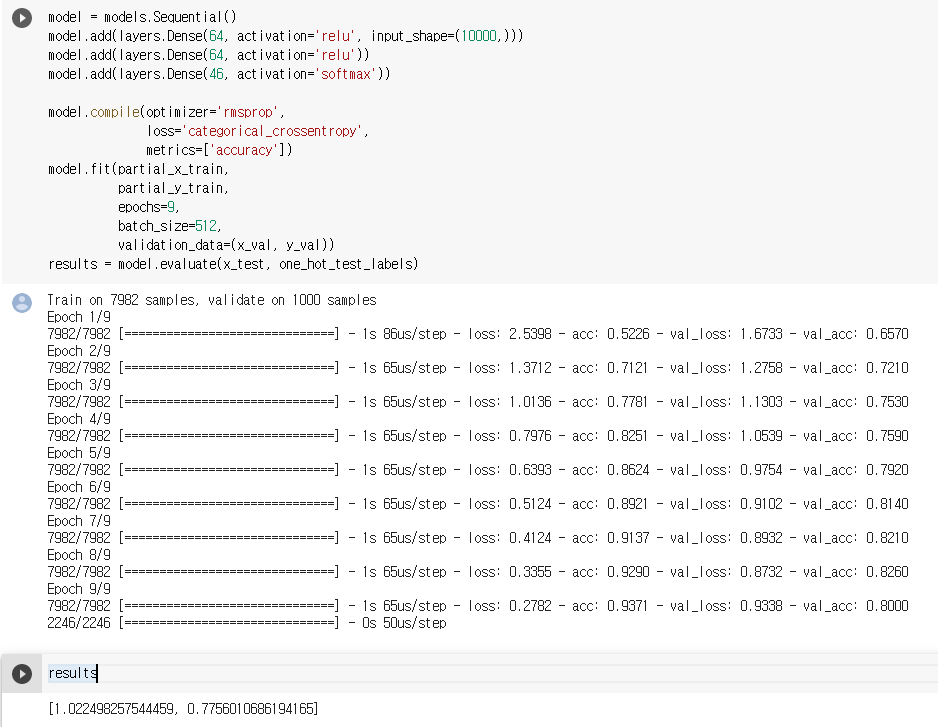 model = models.Sequential()
model.add(layers.Dense(64, activation='relu', input_shape=(10000,)))
model.add(layers.Dense(64, activation='relu'))
model.add(layers.Dense(46, activation='softmax'))
model.compile(optimizer='rmsprop',
              loss='categorical_crossentropy',
              metrics=['accuracy'])
model.fit(partial_x_train,
          partial_y_train,
          epochs=9,
          batch_size=512,
          validation_data=(x_val, y_val))
results = model.evaluate(x_test, one_hot_test_labels)
Train on 7982 samples, validate on 1000 samples
Epoch 1/9
7982/7982 [==============================] - 1s 86us/step - loss: 2.5398 - acc: 0.5226 - val_loss: 1.6733 - val_acc: 0.6570
Epoch 2/9
7982/7982 [==============================] - 1s 65us/step - loss: 1.3712 - acc: 0.7121 - val_loss: 1.2758 - val_acc: 0.7210
Epoch 3/9
7982/7982 [==============================] - 1s 65us/step - loss: 1.0136 - acc: 0.7781 - val_loss: 1.1303 - val_acc: 0.7530
Epoch 4/9
7982/7982 [==============================] - 1s 65us/step - loss: 0.7976 - acc: 0.8251 - val_loss: 1.0539 - val_acc: 0.7590
Epoch 5/9
7982/7982 [==============================] - 1s 65us/step - loss: 0.6393 - acc: 0.8624 - val_loss: 0.9754 - val_acc: 0.7920
Epoch 6/9
7982/7982 [==============================] - 1s 65us/step - loss: 0.5124 - acc: 0.8921 - val_loss: 0.9102 - val_acc: 0.8140
Epoch 7/9
7982/7982 [==============================] - 1s 65us/step - loss: 0.4124 - acc: 0.9137 - val_loss: 0.8932 - val_acc: 0.8210
Epoch 8/9
7982/7982 [==============================] - 1s 65us/step - loss: 0.3355 - acc: 0.9290 - val_loss: 0.8732 - val_acc: 0.8260
Epoch 9/9
7982/7982 [==============================] - 1s 65us/step - loss: 0.2782 - acc: 0.9371 - val_loss: 0.9338 - val_acc: 0.8000
2246/2246 [==============================] - 0s 50us/step
results
[1.022498257544459, 0.7756010686194165]